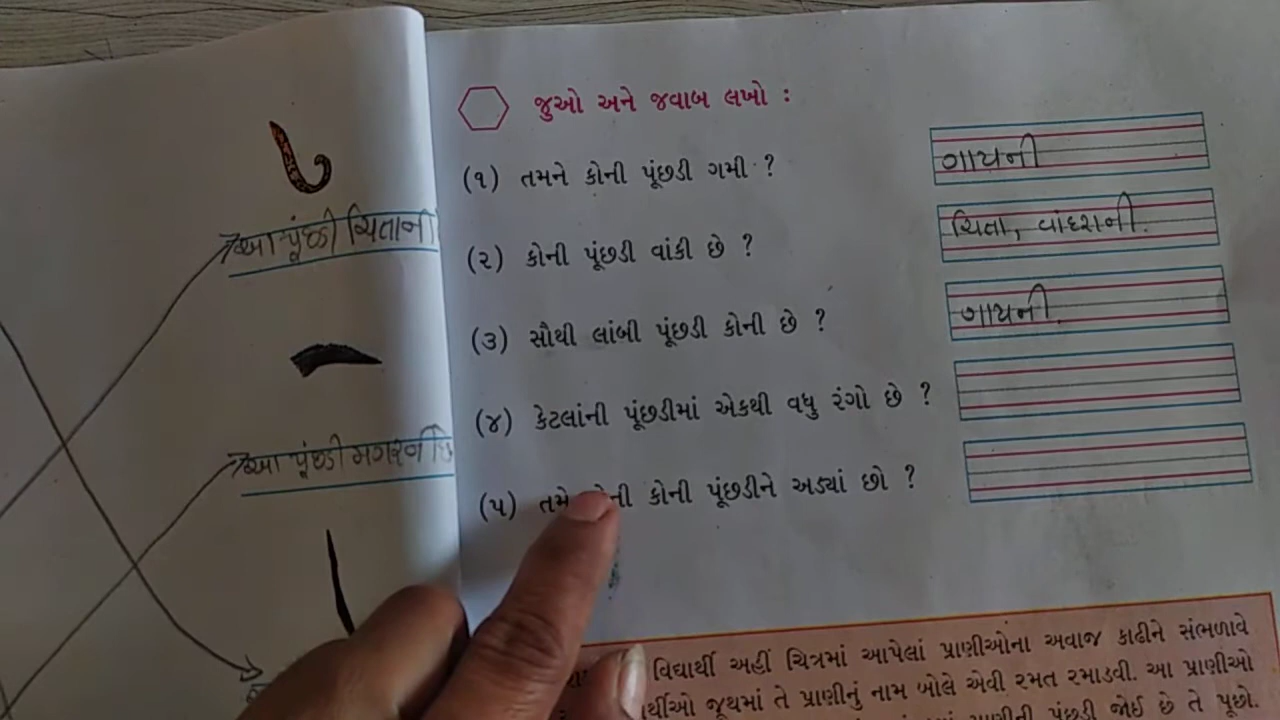 આ પૂંછડી ચિતાની
આ પૂંછડી મગરની છે
જુઓ અને જવાબ લખો :
(૧) તમને કોની પૂંછડી ગમી ? ગાયની
(૨) કોની પૂંછડી વાંકી છે ? ચિતા, વાંદરાની.
(૩) સૌથી લાંબી પૂંછડી કોની છે ? ગાયની.
(૪) કેટલાંની પૂંછડીમાં એકથી વધુ રંગો છે ?
(૫) તમે કોની કોની પૂંછડીને અડ્યાં છો ?
વિદ્યાર્થી અહીં ચિત્રમાં આપેલાં પ્રાણીઓના અવાજ કાઢીને સંભળાવે
જૂથમાં તે પ્રાણીનું નામ બોલે એવી રમત રમાડવી. આ પ્રાણીઓ
પૂંછડી જોઈ છે તે પૂછો.